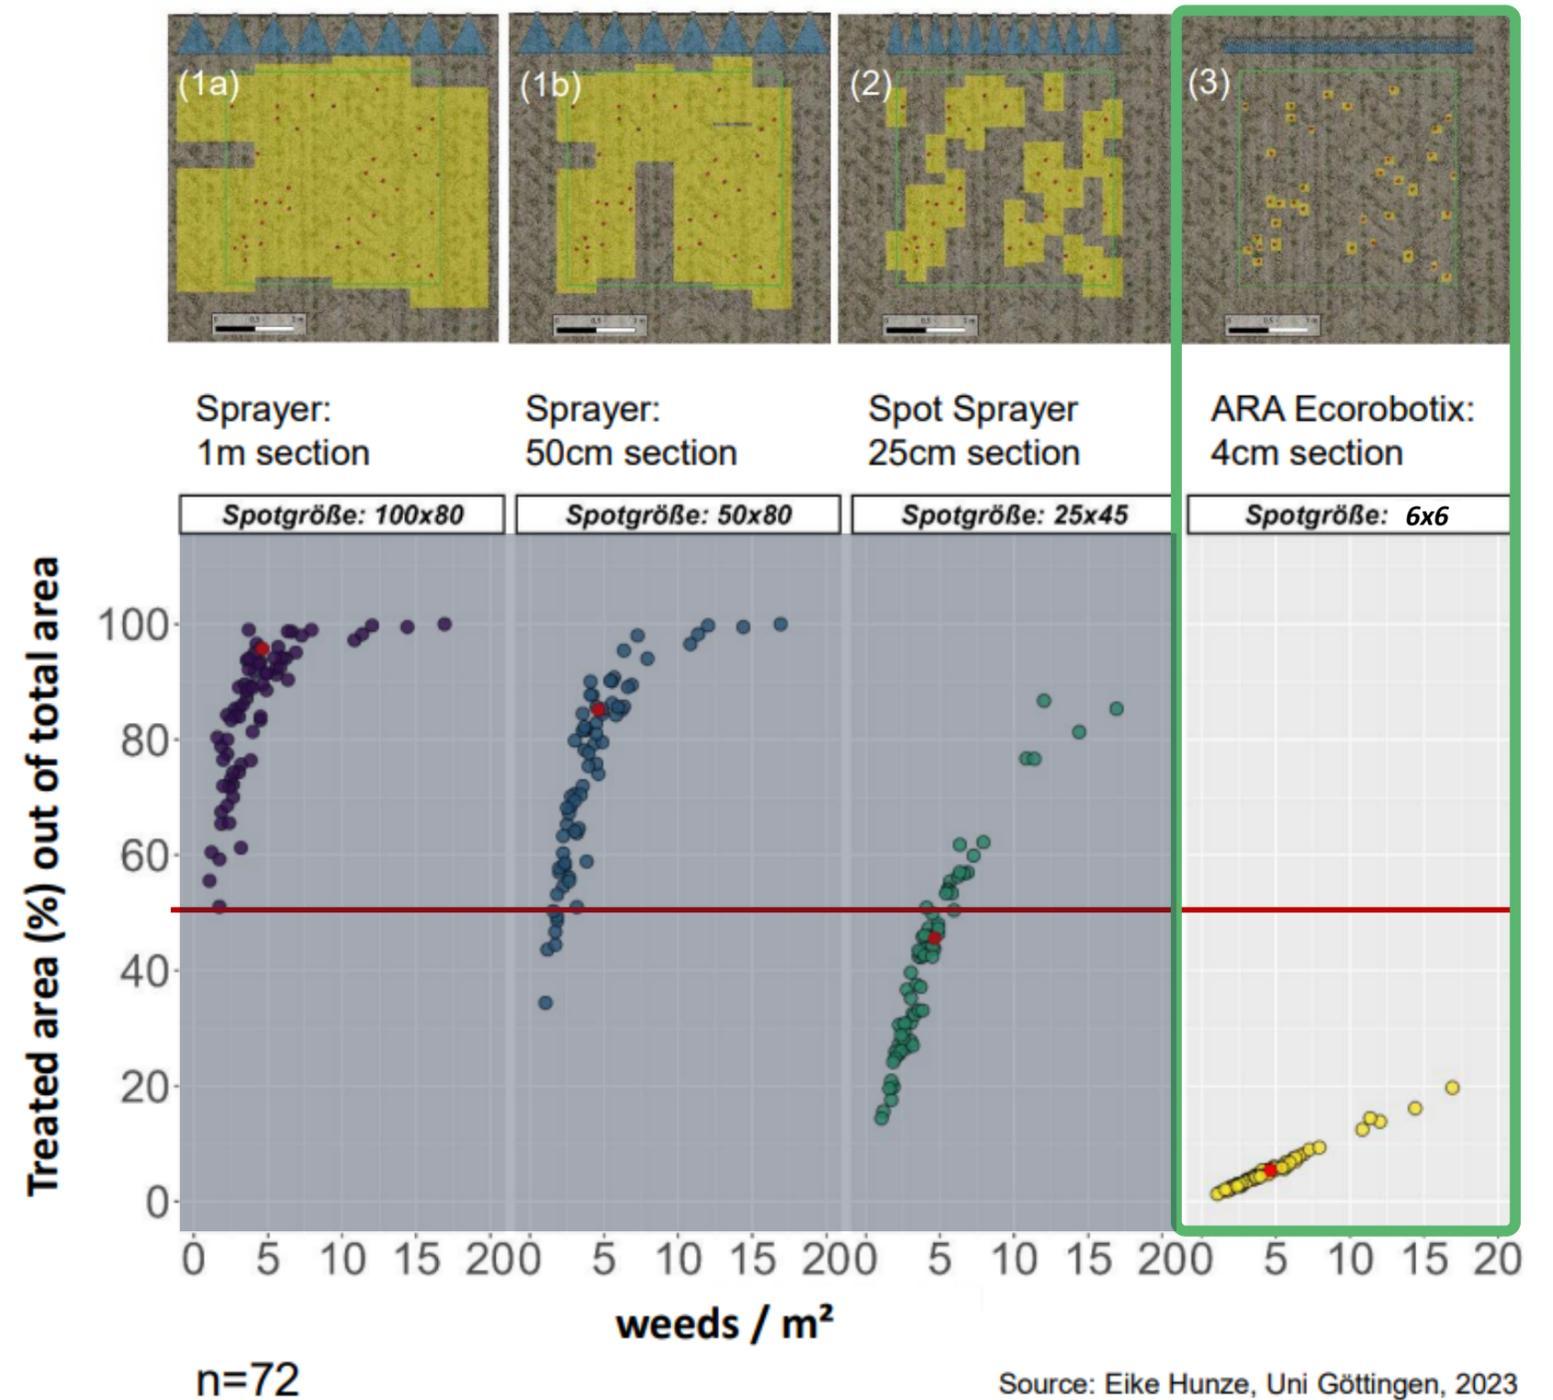 (1a)
(1b)
(2)
(3)
Sprayer:
1m section
Sprayer:
50cm section
Spot Sprayer
25cm section
ARA Ecorobotix:
4cm section
Spotgröße: 100x80
Spotgröße: 50x80
Spotgröße: 25x45
Spotgröße: 6x6
Treated area (%) out of total area
100
80
60
40
20
0
0 5 10 15 20
0 5 10 15 20
0 5 10 15 20
0 5 10 15 20
weeds / m²
n=72
Source: Eike Hunze, Uni Göttingen, 2023